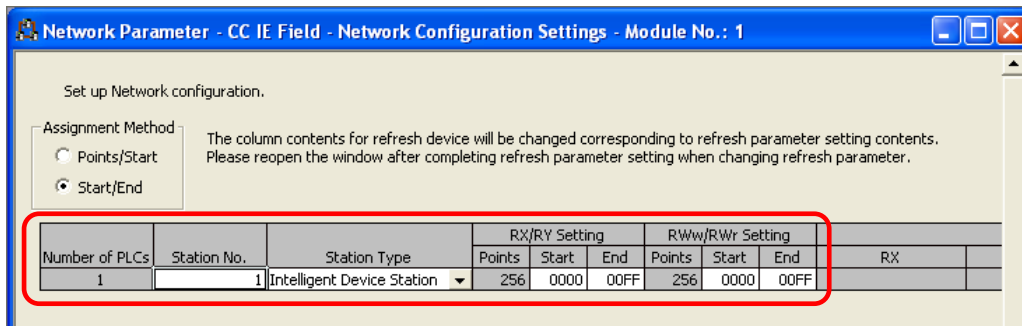 Network Parameter - CC IE Field - Network Configuration Settings - Module No.: 1
Set up Network configuration.
Assignment Method
Points/Start
Start/End
The column contents for refresh device will be changed corresponding to refresh parameter setting contents.
Please reopen the window after completing refresh parameter setting when changing refresh parameter.
RX/RY Setting RWw/RWr Setting
Number of PLCs Station No. Station Type Points Start End Points Start End RX
1 1 Intelligent Device Station 256 0000 00FF 256 0000 00FF